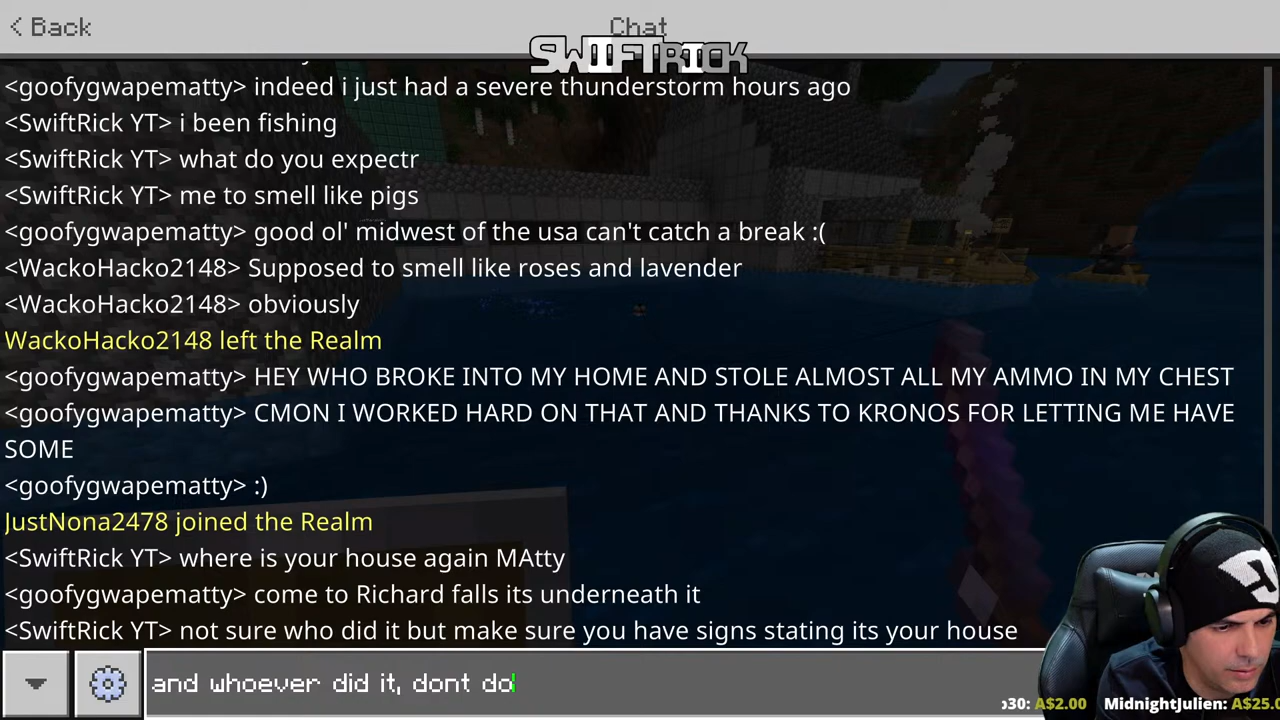 < Back
Chat
SWIFTRICK
<goofygwapematty> indeed i just had a severe thunderstorm hours ago
<SwiftRick YT> i been fishing
<SwiftRick YT> what do you expectr
<SwiftRick YT> me to smell like pigs
<goofygwapematty> good ol' midwest of the usa can't catch a break :(
<WackoHacko2148> Supposed to smell like roses and lavender
<WackoHacko2148> obviously
WackoHacko2148 left the Realm
<goofygwapematty> HEY WHO BROKE INTO MY HOME AND STOLE ALMOST ALL MY AMMO IN MY CHEST
<goofygwapematty> CMON I WORKED HARD ON THAT AND THANKS TO KRONOS FOR LETTING ME HAVE
SOME
<goofygwapematty> :)
JustNona2478 joined the Realm
<SwiftRick YT> where is your house again MAtty
<goofygwapematty> come to Richard falls its underneath it
<SwiftRick YT> not sure who did it but make sure you have signs stating its your house
and whoever did it, dont do
30: A$2.00 MidnightJulien: A$25.0